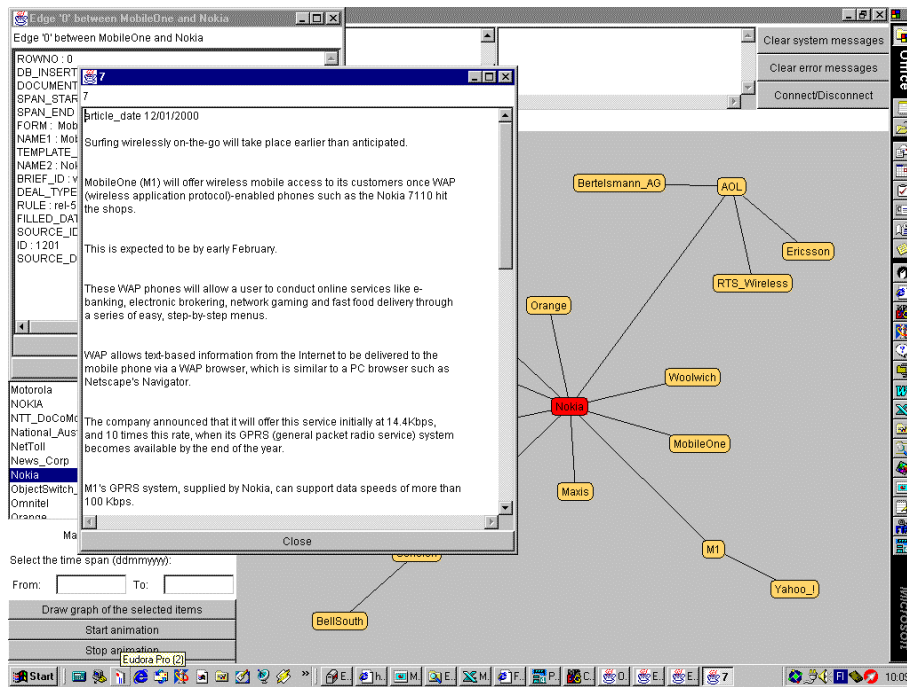 Edge '0' between MobileOne and Nokia
Edge '0' between MobileOne and Nokia
ROWNO : 0
DB_INSERT
DOCUMENT
SPAN_STAR
SPAN_END
FORM : Mob
NAME1 : Mob
TEMPLATE_
NAME2 : Nok
BRIEF_ID : v
DEAL_TYPE
RULE : rel-5
FILLED_DAT
SOURCE_ID
ID : 1201
SOURCE_D
7
7
article_date 12/01/2000
Surfing wirelessly on-the-go will take place earlier than anticipated.
MobileOne (M1) will offer wireless mobile access to its customers once WAP
(wireless application protocol)-enabled phones such as the Nokia 7110 hit
the shops.
This is expected to be by early February.
These WAP phones will allow a user to conduct online services like e-
banking, electronic brokering, network gaming and fast food delivery through
a series of easy, step-by-step menus.
WAP allows text-based information from the Internet to be delivered to the
mobile phone via a WAP browser, which is similar to a PC browser such as
Netscape's Navigator.
The company announced that it will offer this service initially at 14.4Kbps,
and 10 times this rate, when its GPRS (general packet radio service) system
becomes available by the end of the year.
M1's GPRS system, supplied by Nokia, can support data speeds of more than
100 Kbps.
Close
Clear system messages
Clear error messages
Connect/Disconnect
Bertelsmann_AG
AOL
Ericsson
RTS_Wireless
Orange
Woolwich
Nokia
MobileOne
Maxis
M1
Yahoo_!
BellSouth
Motorola
NOKIA
NTT_DoCoMo
National_Aus
NetToll
News_Corp
Nokia
ObjectSwitch_
Omnitel
Orange
Ma
Select the time span (ddmmyyyy):
From:
To:
Draw graph of the selected items
Start animation
Stop animation
Eudora Pro (2)
Office
Microsoft
Start
E..
h..
M..
E..
M..
F..
P..
C..
O..
E..
E..
7
10:09